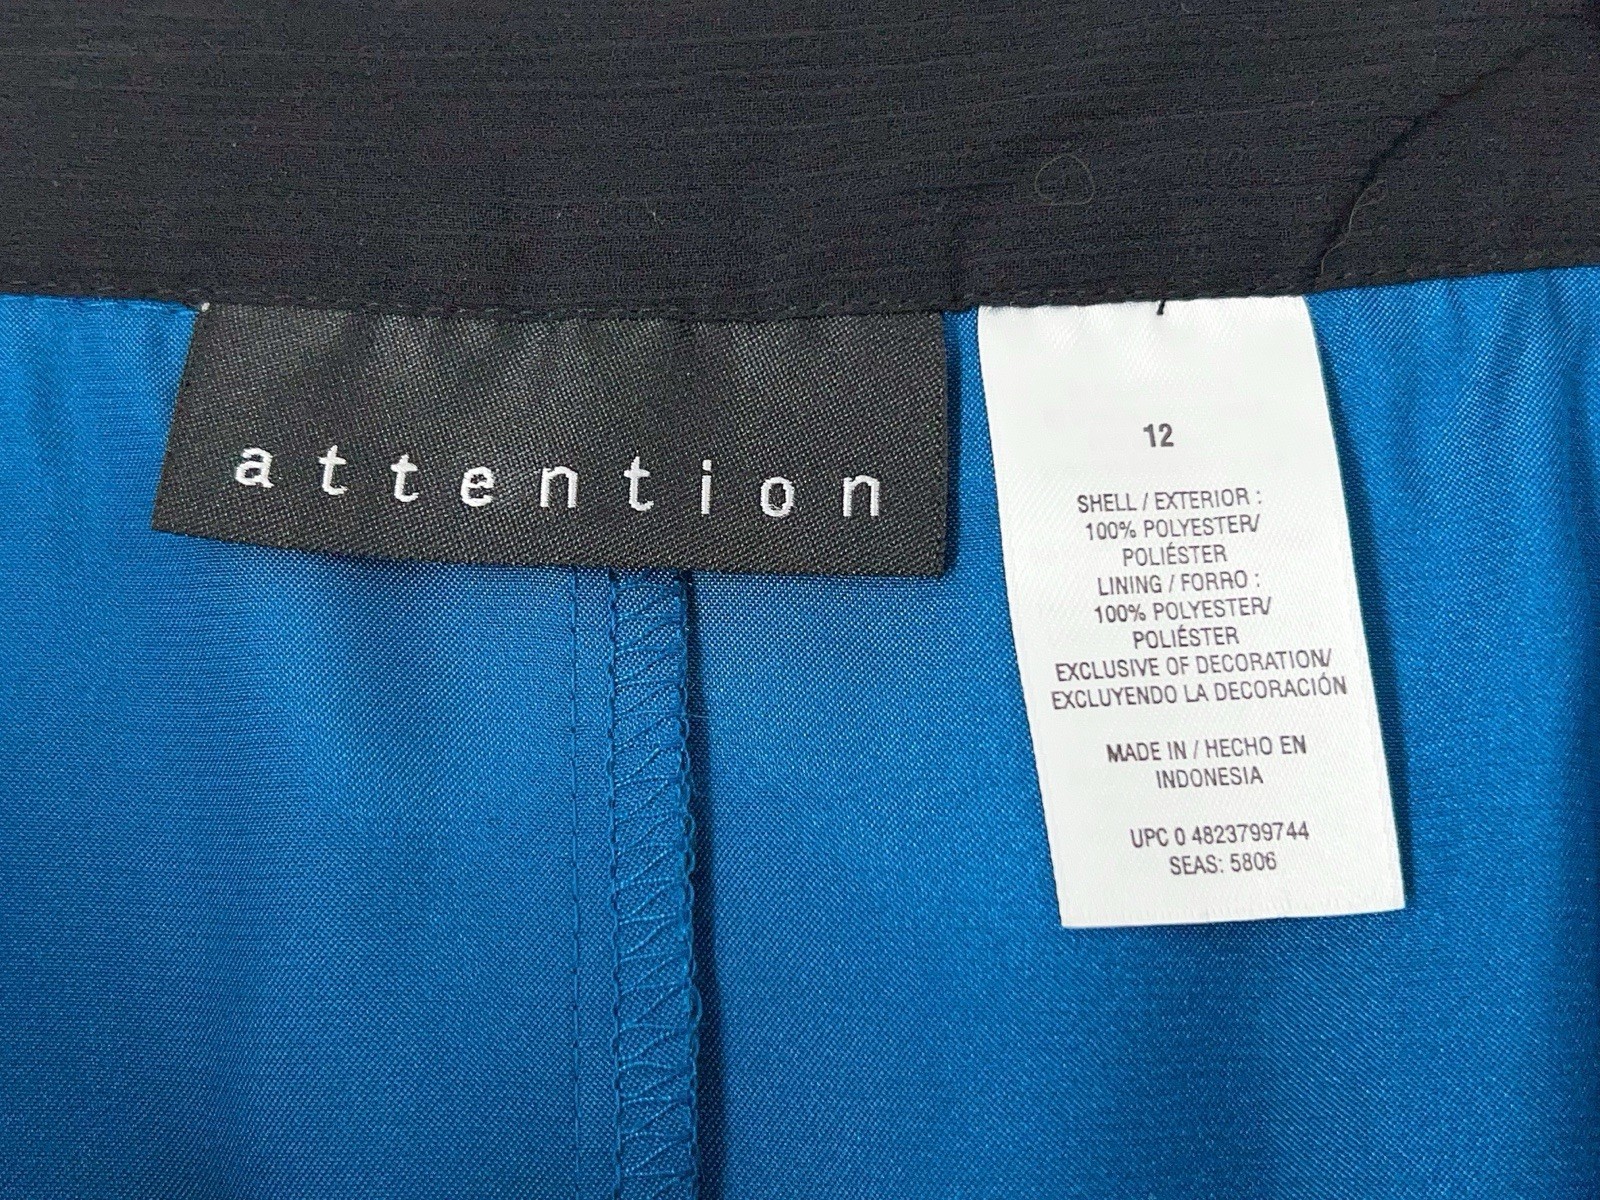 attention
12
SHELL / EXTERIOR :
100% POLYESTER/
POLIÉSTER
LINING / FORRO :
100% POLYESTER/
POLIÉSTER
EXCLUSIVE OF DECORATION/
EXCLUYENDO LA DECORACIÓN
MADE IN / HECHO EN
INDONESIA
UPC 0 4823799744
SEAS: 5806